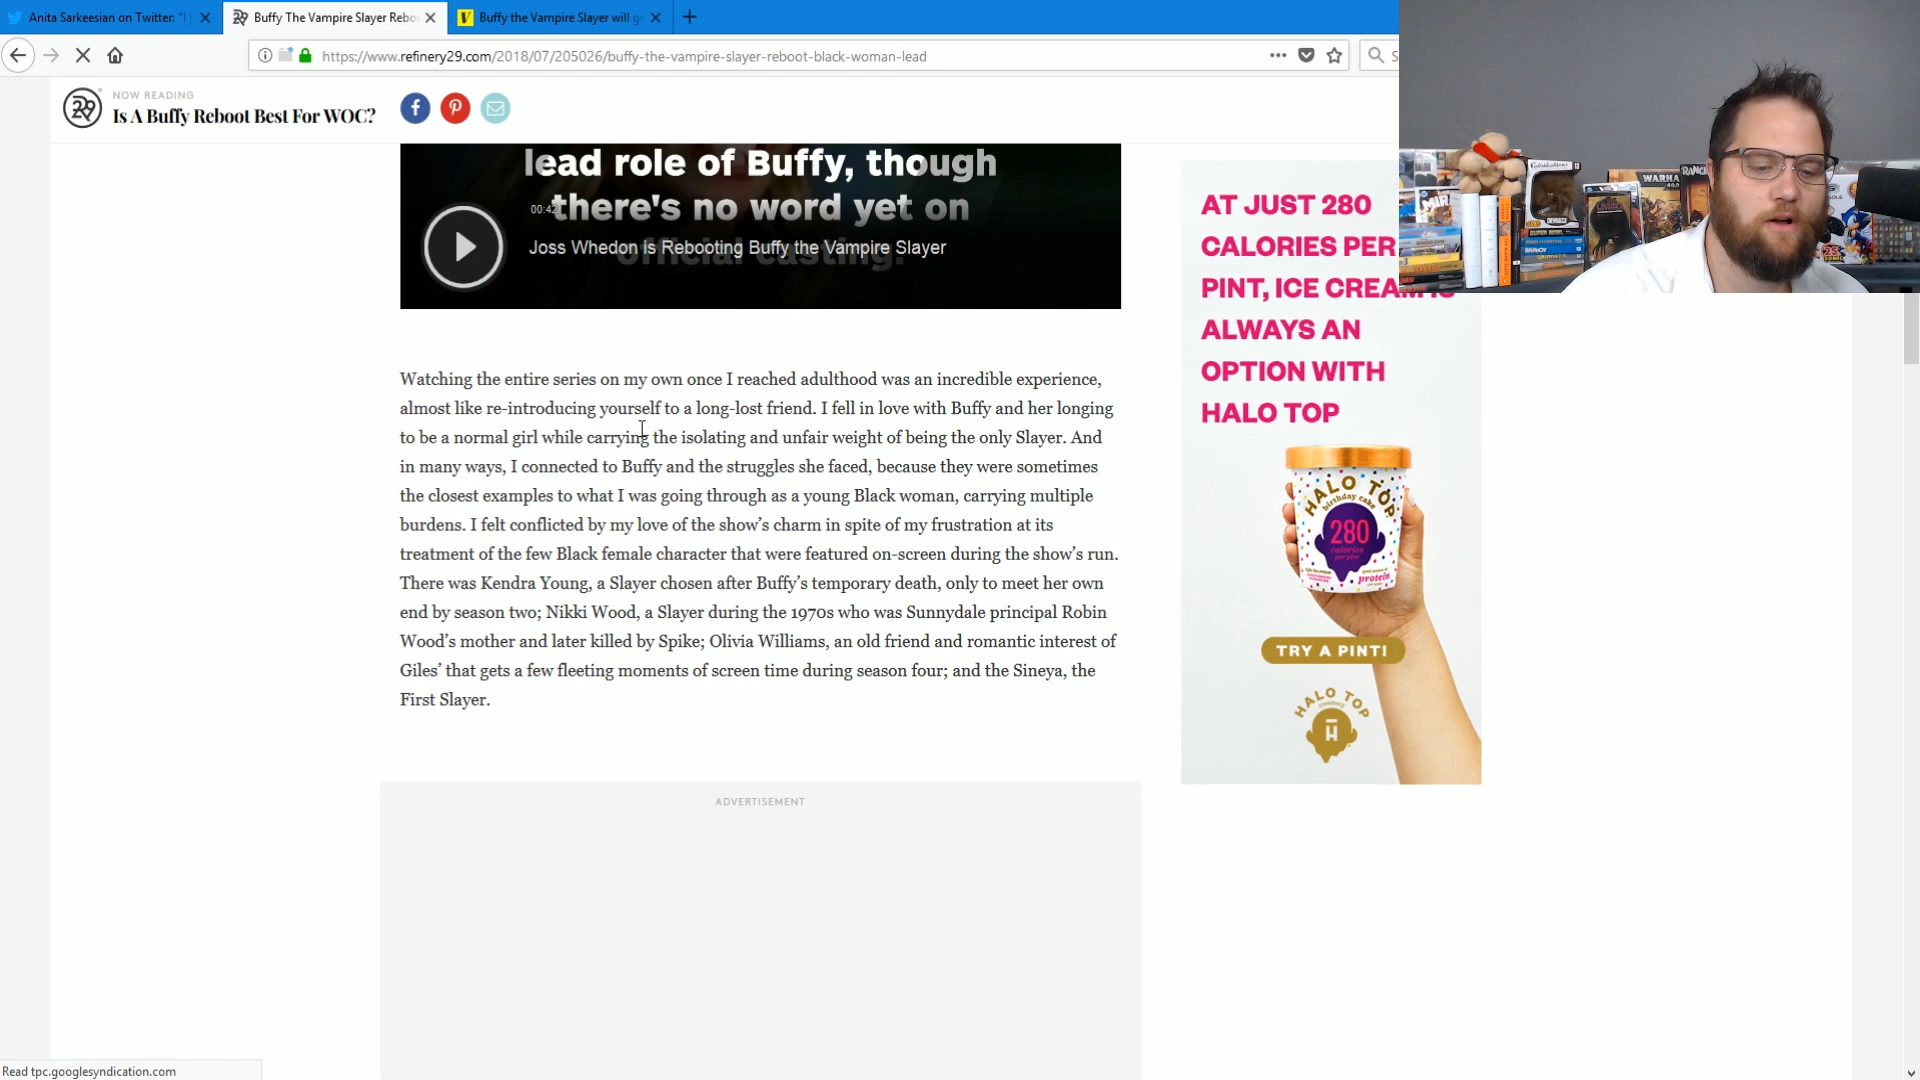 Anita Sarkeesian on Twitter: "I j
Buffy The Vampire Slayer Rebo
Buffy the Vampire Slayer will g
https://www.refinery29.com/2018/07/205026/buffy-the-vampire-slayer-reboot-black-woman-lead
S
29
NOW READING
Is A Buffy Reboot Best For WOC?
lead role of Buffy, though
there's no word yet on
official casting.
00:42
Joss Whedon is Rebooting Buffy the Vampire Slayer
Watching the entire series on my own once I reached adulthood was an incredible experience,
almost like re-introducing yourself to a long-lost friend. I fell in love with Buffy and her longing
to be a normal girl while carrying the isolating and unfair weight of being the only Slayer. And
in many ways, I connected to Buffy and the struggles she faced, because they were sometimes
the closest examples to what I was going through as a young Black woman, carrying multiple
burdens. I felt conflicted by my love of the show's charm in spite of my frustration at its
treatment of the few Black female character that were featured on-screen during the show's run.
There was Kendra Young, a Slayer chosen after Buffy's temporary death, only to meet her own
end by season two; Nikki Wood, a Slayer during the 1970s who was Sunnydale principal Robin
Wood's mother and later killed by Spike; Olivia Williams, an old friend and romantic interest of
Giles' that gets a few fleeting moments of screen time during season four; and the Sineya, the
First Slayer.
ADVERTISEMENT
AT JUST 280
CALORIES PER
PINT, ICE CREAM IS
ALWAYS AN
OPTION WITH
HALO TOP
HALO TOP
birthday cake
280
calories
per pint
protein
TRY A PINT!
HALO TOP
creamery
H
WARHA
Read tpc.googlesyndication.com